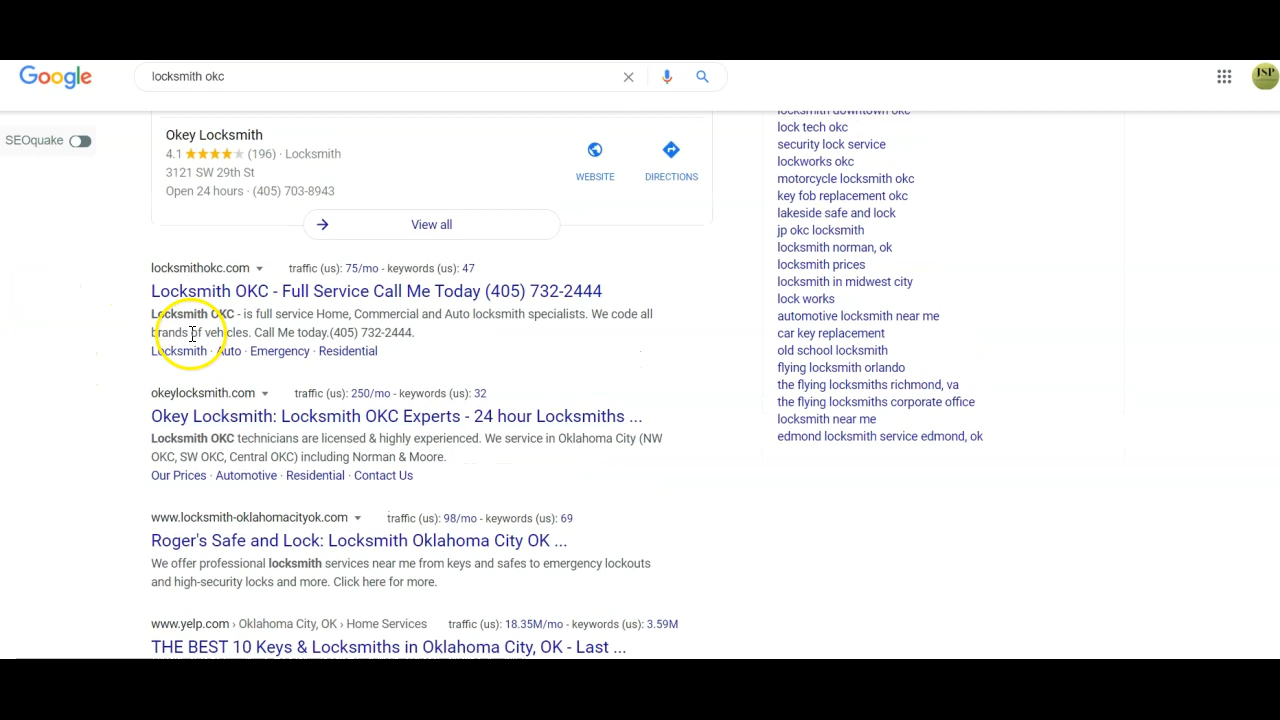 Google
locksmith okc
JSP
SEOquake
Okey Locksmith
4.1 (196) · Locksmith
3121 SW 29th St
Open 24 hours · (405) 703-8943
WEBSITE
DIRECTIONS
View all
locksmithokc.com traffic (us): 75/mo - keywords (us): 47
Locksmith OKC - Full Service Call Me Today (405) 732-2444
Locksmith OKC - is full service Home, Commercial and Auto locksmith specialists. We code all
brands of vehicles. Call Me today.(405) 732-2444.
Locksmith · Auto · Emergency · Residential
okeylocksmith.com traffic (us): 250/mo - keywords (us): 32
Okey Locksmith: Locksmith OKC Experts - 24 hour Locksmiths ...
Locksmith OKC technicians are licensed & highly experienced. We service in Oklahoma City (NW
OKC, SW OKC, Central OKC) including Norman & Moore.
Our Prices · Automotive · Residential · Contact Us
www.locksmith-oklahomacityok.com traffic (us): 98/mo - keywords (us): 69
Roger's Safe and Lock: Locksmith Oklahoma City OK ...
We offer professional locksmith services near me from keys and safes to emergency lockouts
and high-security locks and more. Click here for more.
www.yelp.com › Oklahoma City, OK › Home Services traffic (us): 18.35M/mo - keywords (us): 3.59M
THE BEST 10 Keys & Locksmiths in Oklahoma City, OK - Last ...
locksmith downtown okc
lock tech okc
security lock service
lockworks okc
motorcycle locksmith okc
key fob replacement okc
lakeside safe and lock
jp okc locksmith
locksmith norman, ok
locksmith prices
locksmith in midwest city
lock works
automotive locksmith near me
car key replacement
old school locksmith
flying locksmith orlando
the flying locksmiths richmond, va
the flying locksmiths corporate office
locksmith near me
edmond locksmith service edmond, ok